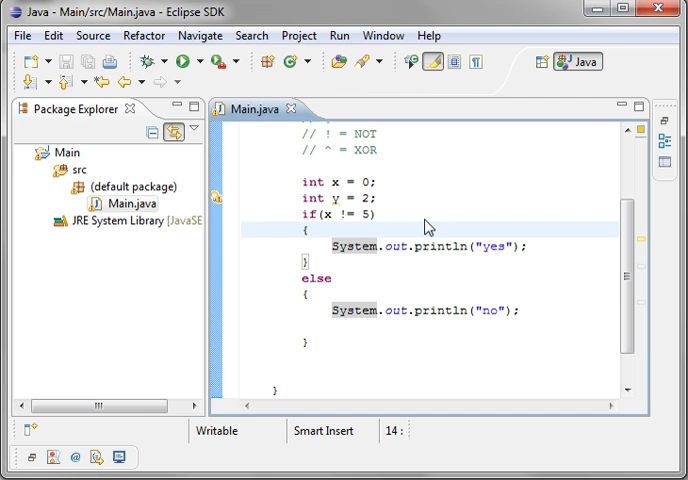 Java - Main/src/Main.java - Eclipse SDK
File Edit Source Refactor Navigate Search Project Run Window Help
Java
Package Explorer
Main
src
(default package)
Main.java
JRE System Library [JavaSE
Main.java
// ! = NOT
// ^ = XOR
int x = 0;
int y = 2;
if(x != 5)
{
System.out.println("yes");
}
else
{
System.out.println("no");
}
}
Writable Smart Insert 14 :